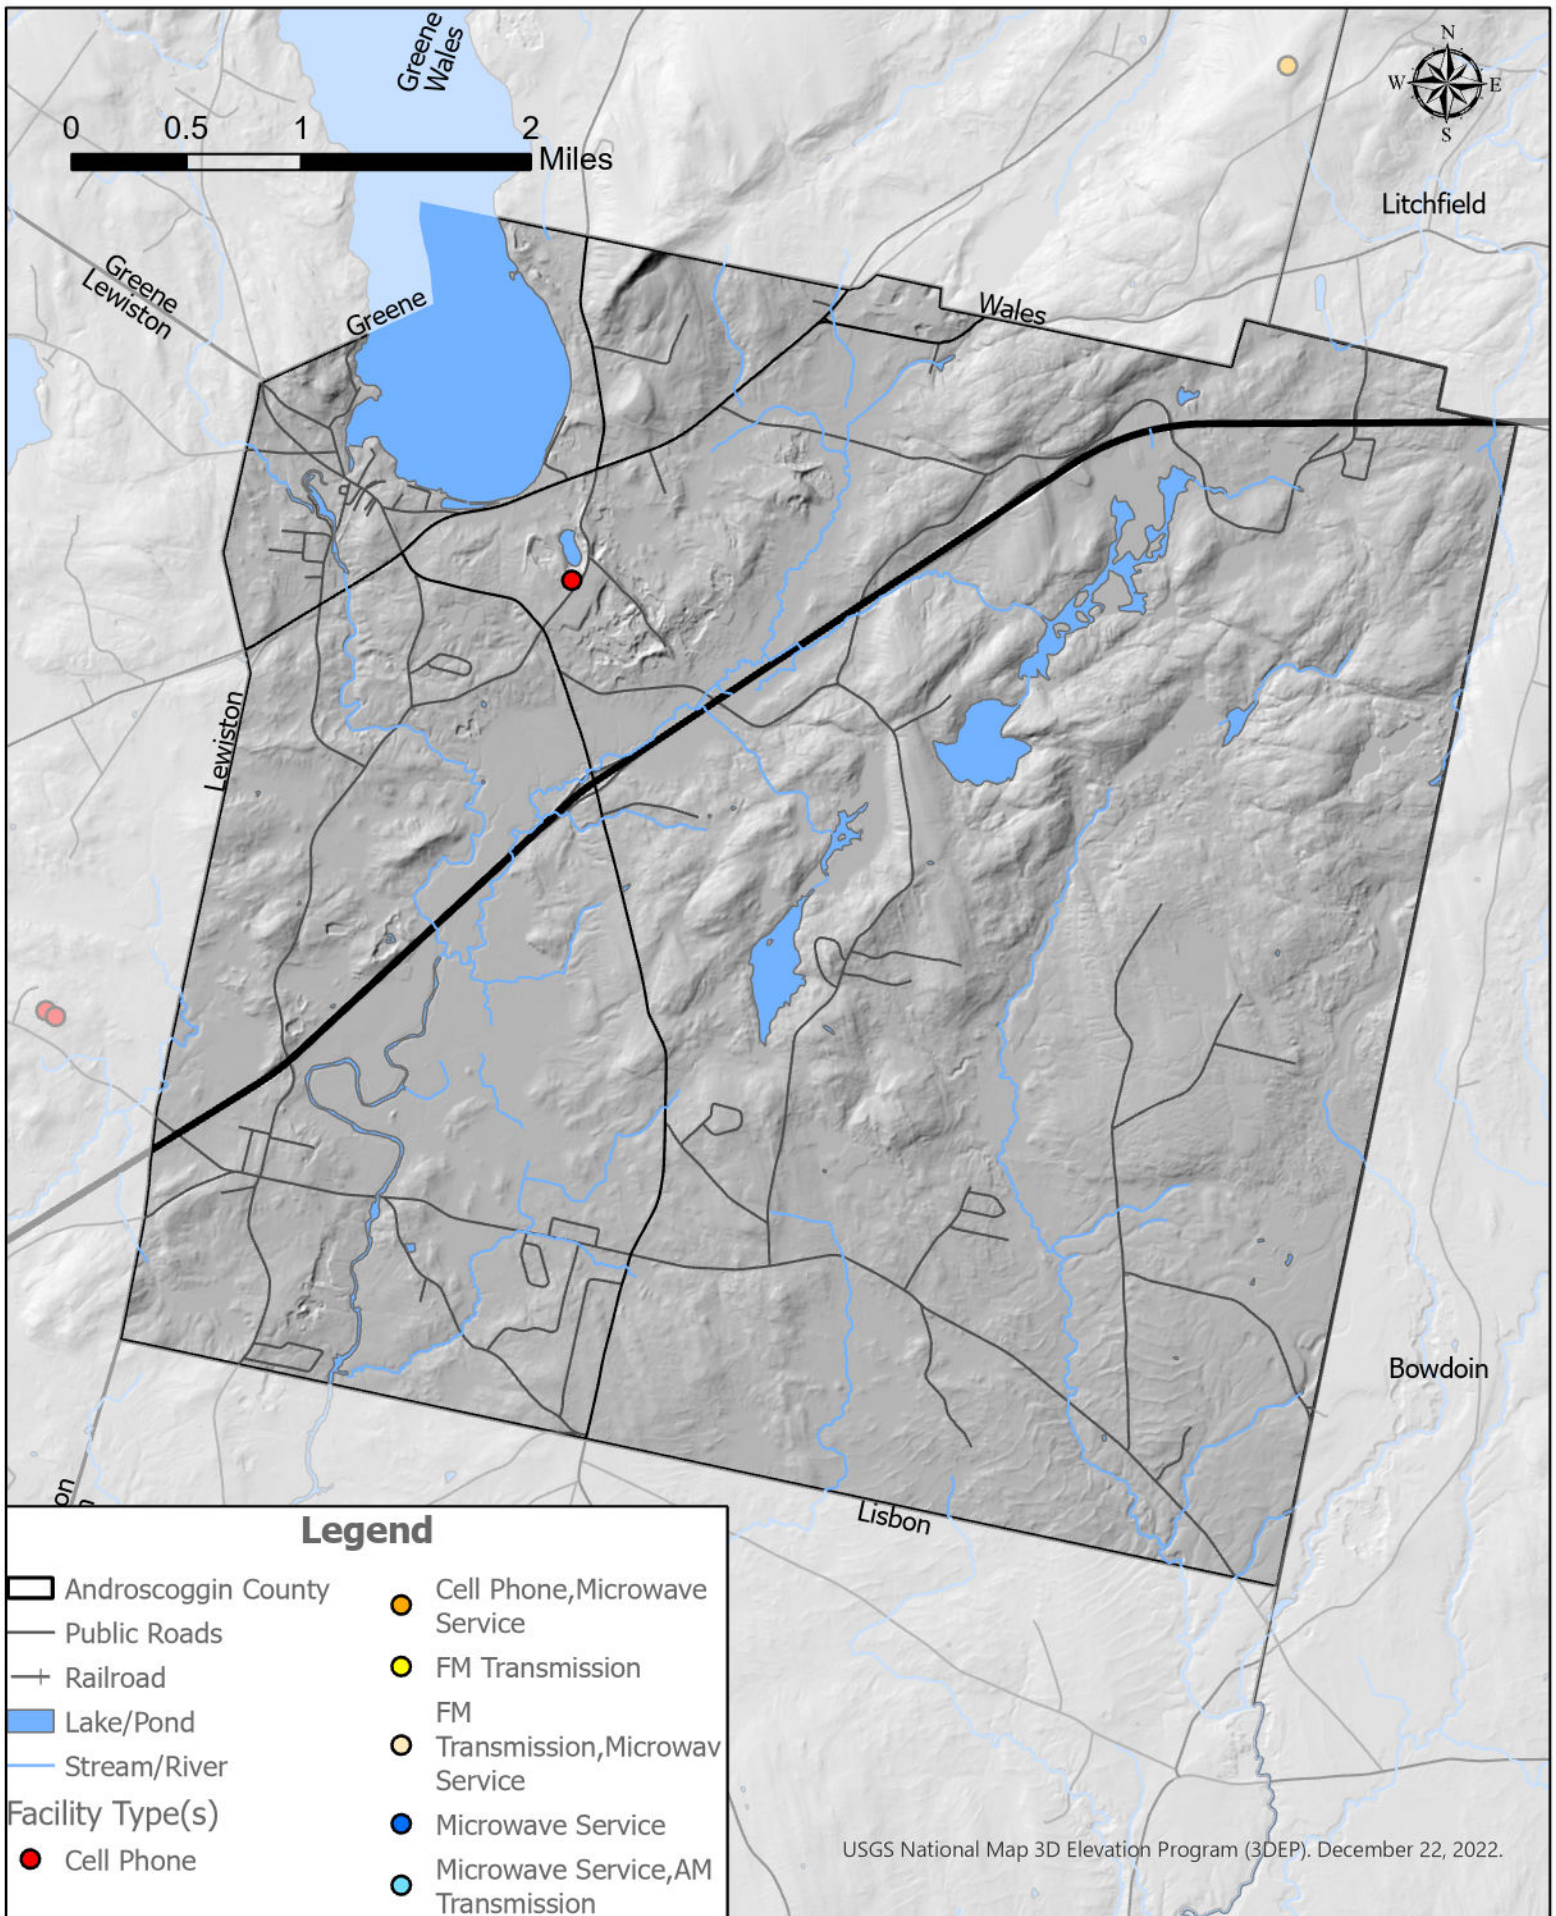 Greene
Wales
N
W
E
S
0 0.5 1 2
Miles
Litchfield
Greene
Lewiston
Greene
Wales
Lewiston
Bowdoin
on
Lisbon
Legend
Androscoggin County
Public Roads
Railroad
Lake/Pond
Stream/River
Facility Type(s)
Cell Phone
Cell Phone,Microwave
Service
FM Transmission
FM
Transmission,Microwav
Service
Microwave Service
Microwave Service,AM
Transmission
USGS National Map 3D Elevation Program (3DEP). December 22, 2022.